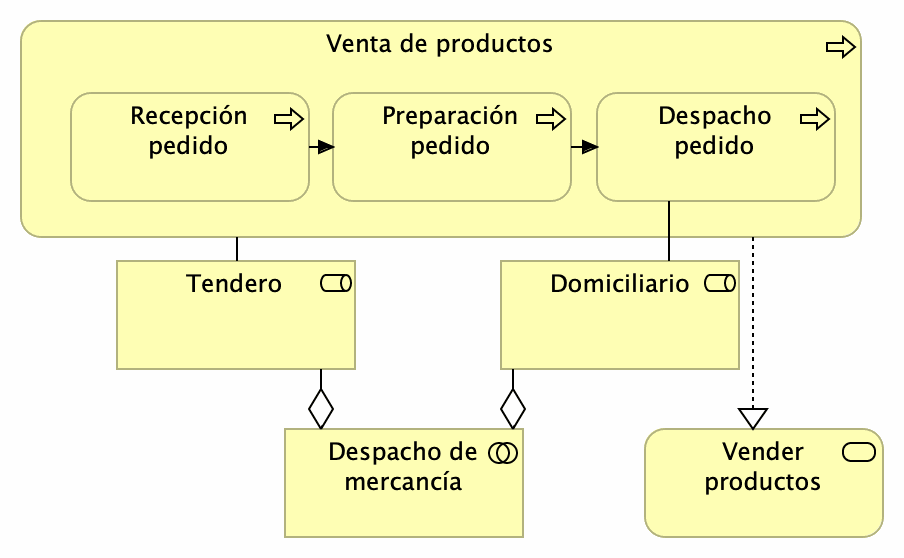 Venta de productos
Recepción
pedido
Preparación
pedido
Despacho
pedido
Tendero
Domiciliario
Despacho de
mercancía
Vender
productos